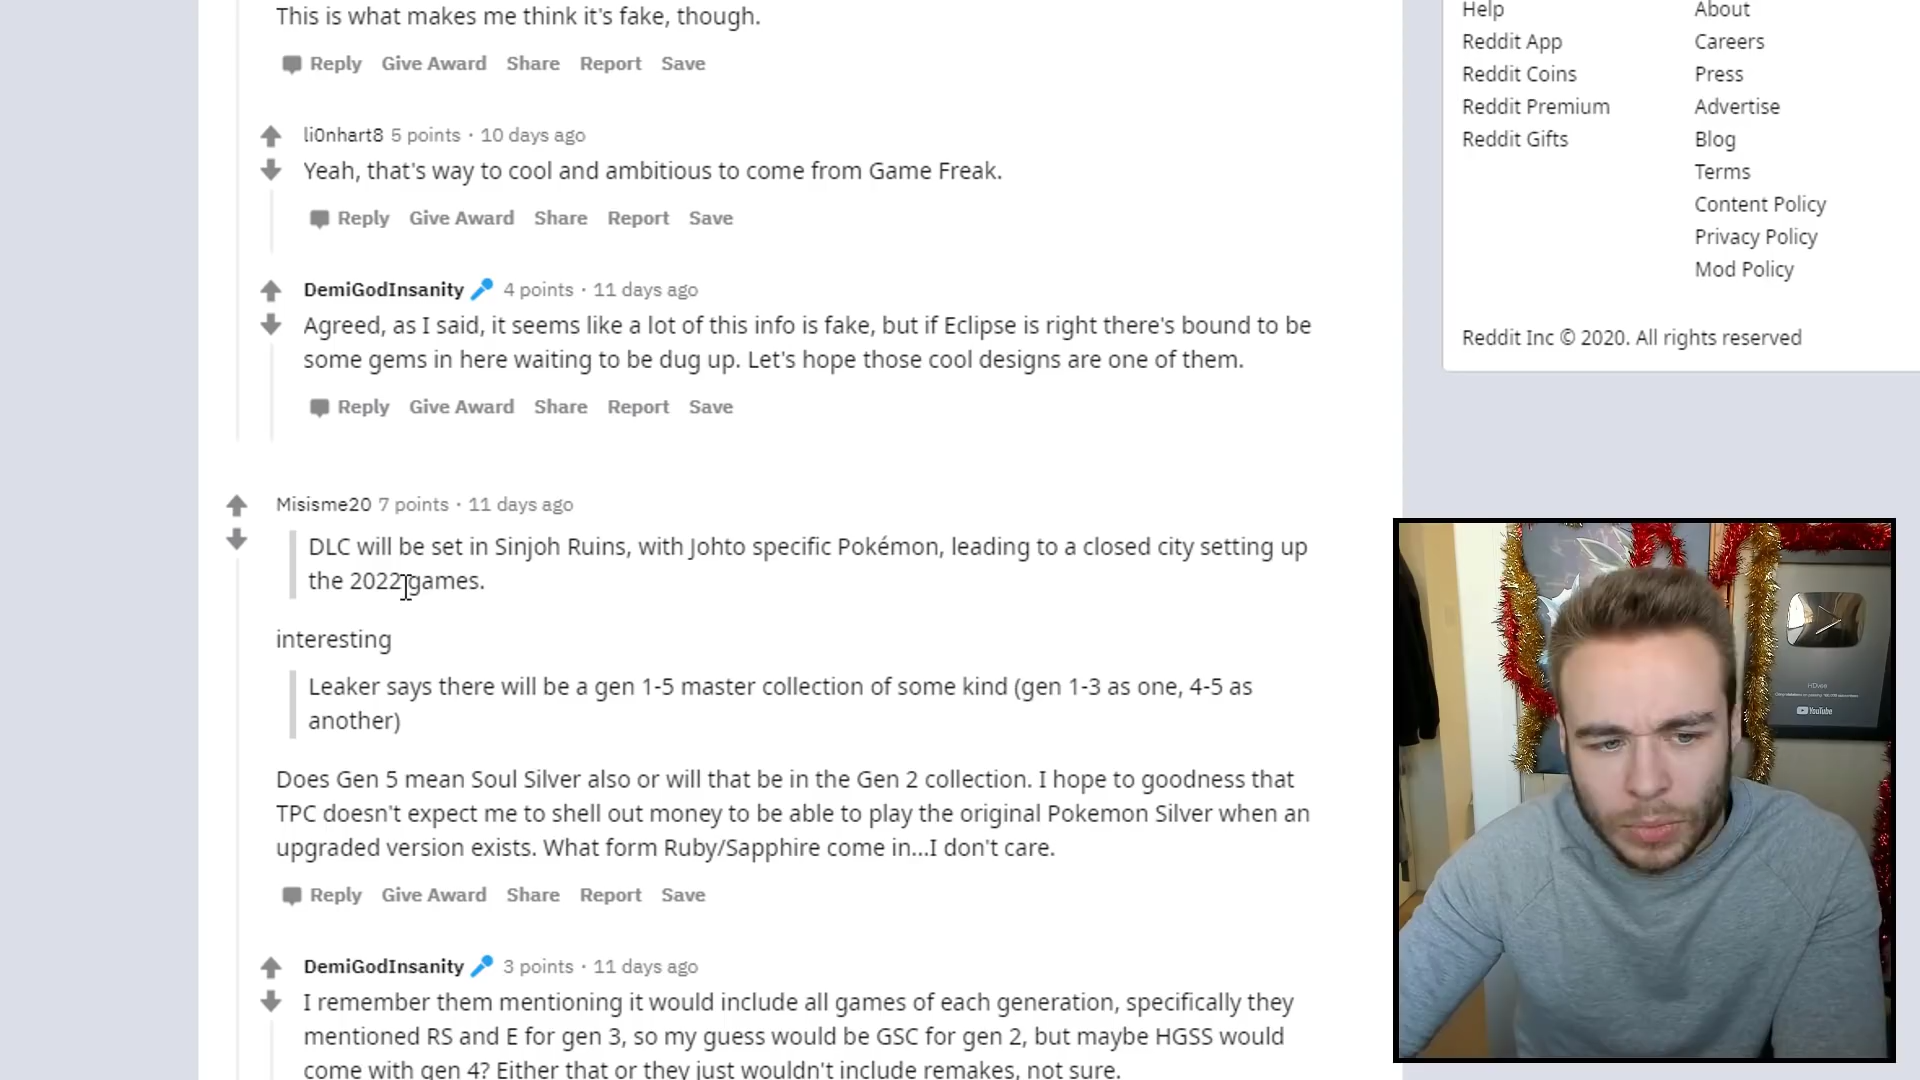 This is what makes me think it's fake, though.
Reply Give Award Share Report Save
li0nhart8 5 points · 10 days ago
Yeah, that's way to cool and ambitious to come from Game Freak.
Reply Give Award Share Report Save
DemiGodInsanity 4 points · 11 days ago
Agreed, as I said, it seems like a lot of this info is fake, but if Eclipse is right there's bound to be
some gems in here waiting to be dug up. Let's hope those cool designs are one of them.
Reply Give Award Share Report Save
Misisme20 7 points · 11 days ago
DLC will be set in Sinjoh Ruins, with Johto specific Pokémon, leading to a closed city setting up
the 2022 games.
interesting
Leaker says there will be a gen 1-5 master collection of some kind (gen 1-3 as one, 4-5 as
another)
Does Gen 5 mean Soul Silver also or will that be in the Gen 2 collection. I hope to goodness that
TPC doesn't expect me to shell out money to be able to play the original Pokemon Silver when an
upgraded version exists. What form Ruby/Sapphire come in...I don't care.
Reply Give Award Share Report Save
DemiGodInsanity 3 points · 11 days ago
I remember them mentioning it would include all games of each generation, specifically they
mentioned RS and E for gen 3, so my guess would be GSC for gen 2, but maybe HGSS would
come with gen 4? Either that or they just wouldn't include remakes, not sure.
Help About
Reddit App Careers
Reddit Coins Press
Reddit Premium Advertise
Reddit Gifts Blog
Terms
Content Policy
Privacy Policy
Mod Policy
Reddit Inc © 2020. All rights reserved
YouTube